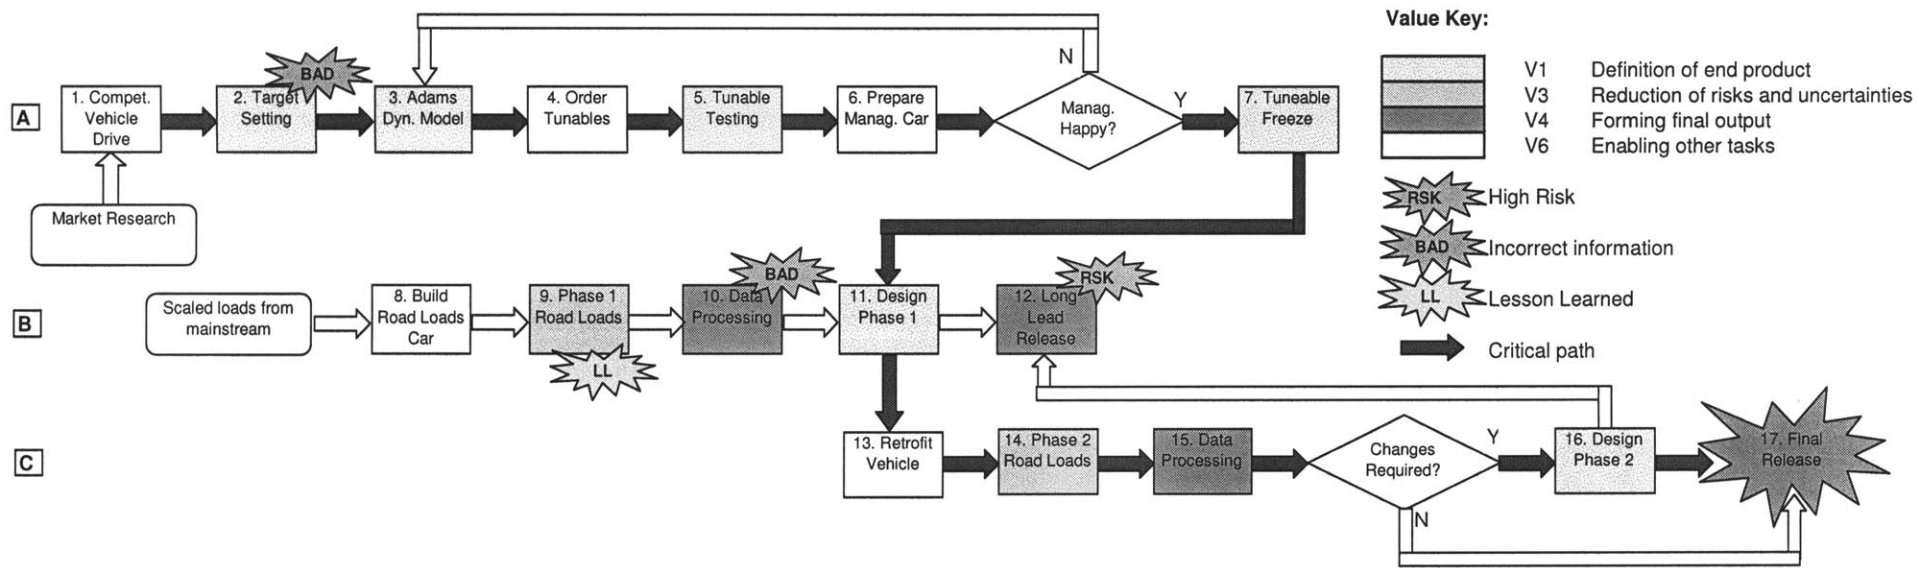 Value Key:
V1 Definition of end product
V3 Reduction of risks and uncertainties
V4 Forming final output
V6 Enabling other tasks
RSK High Risk
BAD Incorrect information
LL Lesson Learned
Critical path
A
1. Compet.
Vehicle
Drive
Market Research
2. Target
Setting
BAD
3. Adams
Dyn. Model
4. Order
Tunables
5. Tunable
Testing
6. Prepare
Manag. Car
Manag.
Happy?
N
Y
7. Tuneable
Freeze
B
Scaled loads from
mainstream
8. Build
Road Loads
Car
9. Phase 1
Road Loads
LL
10. Data
Processing
BAD
11. Design
Phase 1
12. Long
Lead
Release
RSK
C
13. Retrofit
Vehicle
14. Phase 2
Road Loads
15. Data
Processing
Changes
Required?
Y
N
16. Design
Phase 2
17. Final
Release